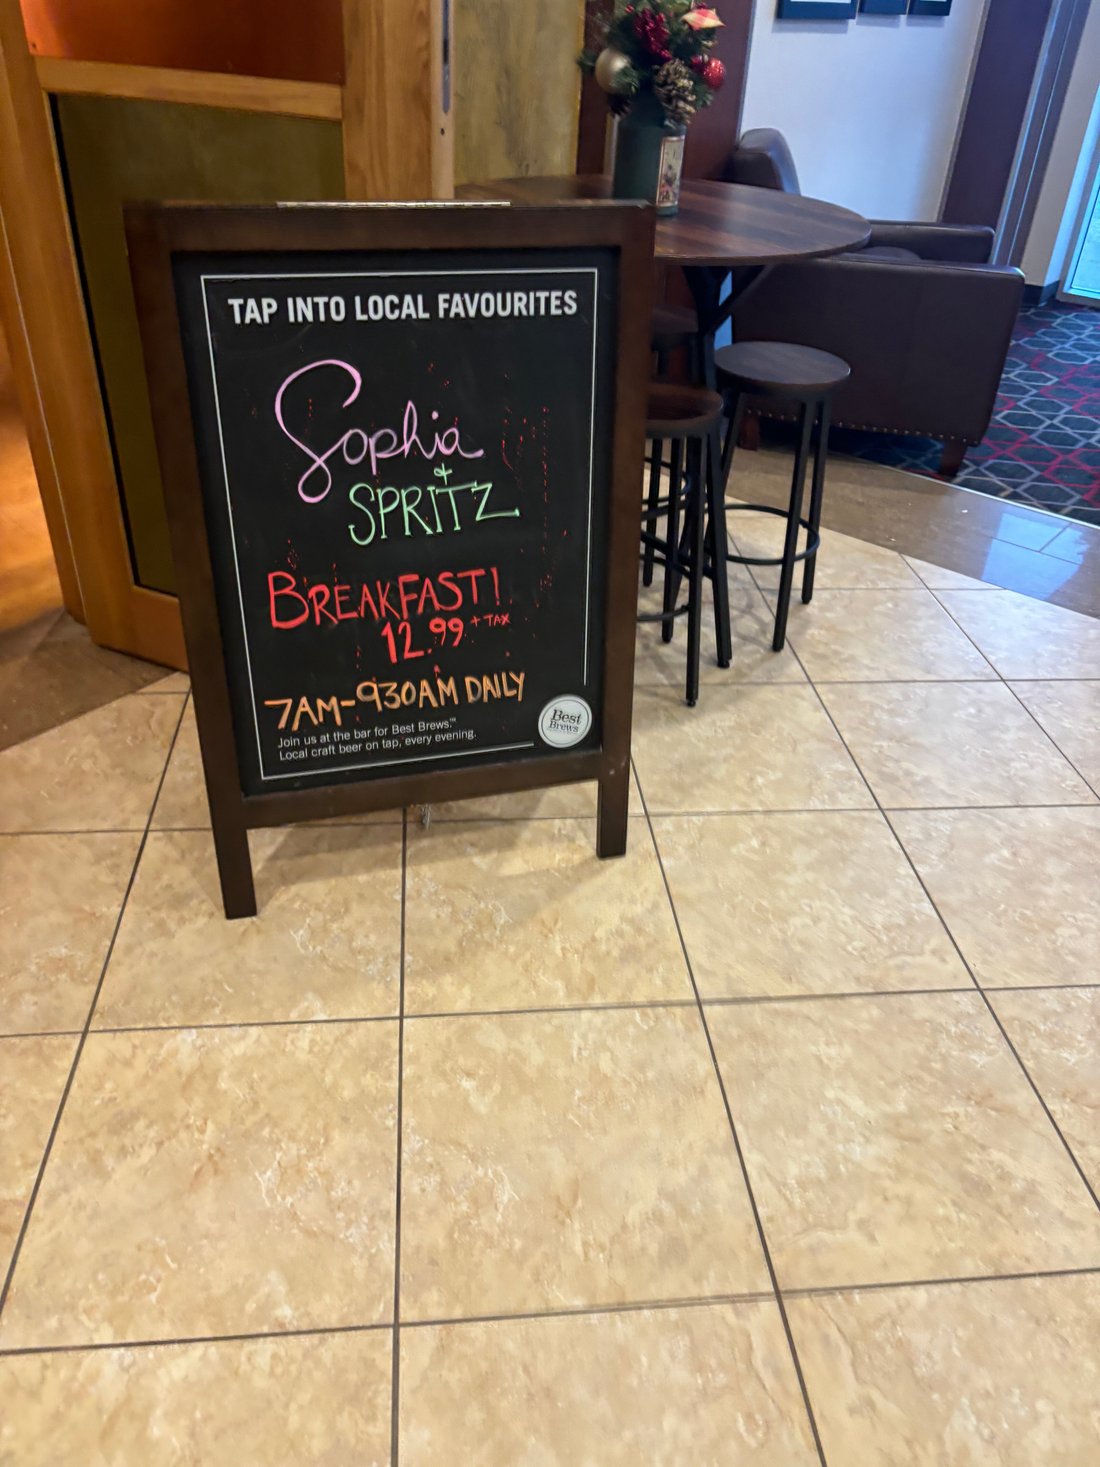 TAP INTO LOCAL FAVOURITES
Sophia
&
SPRITZ
BREAKFAST!
12.99 + TAX
7AM-930AM DAILY
Join us at the bar for Best Brews.™
Local craft beer on tap, every evening.
Best
Brews